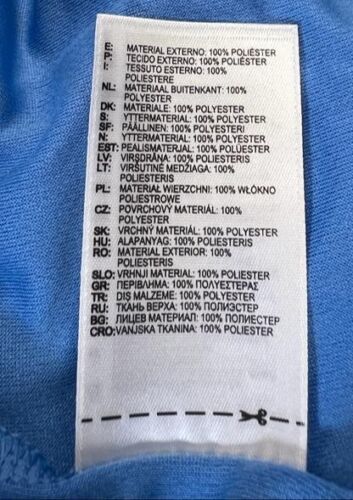 E: MATERIAL EXTERNO: 100% POLIÉSTER
P: TECIDO EXTERNO: 100% POLIÉSTER
I: TESSUTO ESTERNO: 100%
POLIESTERE
NL: MATERIAAL BUITENKANT: 100%
POLYESTER
DK: MATERIALE: 100% POLYESTER
S: YTTERMATERIAL: 100% POLYESTER
SF: PÄÄLLINEN: 100% POLYESTERI
N: YTTERMATERIAL: 100% POLYESTER
EST: PEALISMATERJAL: 100% POLÜESTER
LV: VIRSDRĀNA: 100% POLIESTERIS
LT: VIRŠUTINĖ MEDŽIAGA: 100%
POLIESTERIS
PL: MATERIAŁ WIERZCHNI: 100% WŁÓKNO
POLIESTROWE
CZ: POVRCHOVÝ MATERIÁL: 100%
POLYESTER
SK: VRCHNÝ MATERIÁL: 100% POLYESTER
HU: ALAPANYAG: 100% POLIESTERIS
RO: MATERIAL EXTERIOR: 100%
POLIESTERIS
SLO: VRHNJI MATERIAL: 100% POLIESTER
GR: ΠΕΡΙΒΛΗΜΑ: 100% ΠΟΛΥΕΣΤΕΡΑΣ
TR: DIŞ MALZEME: 100% POLYESTER
RU: ТКАНЬ ВЕРХА: 100% ПОЛИЭСТЕР
BG: ЛИЦЕВ МАТЕРИАЛ: 100% ПОЛИЕСТЕР
CRO: VANJSKA TKANINA: 100% POLIESTER